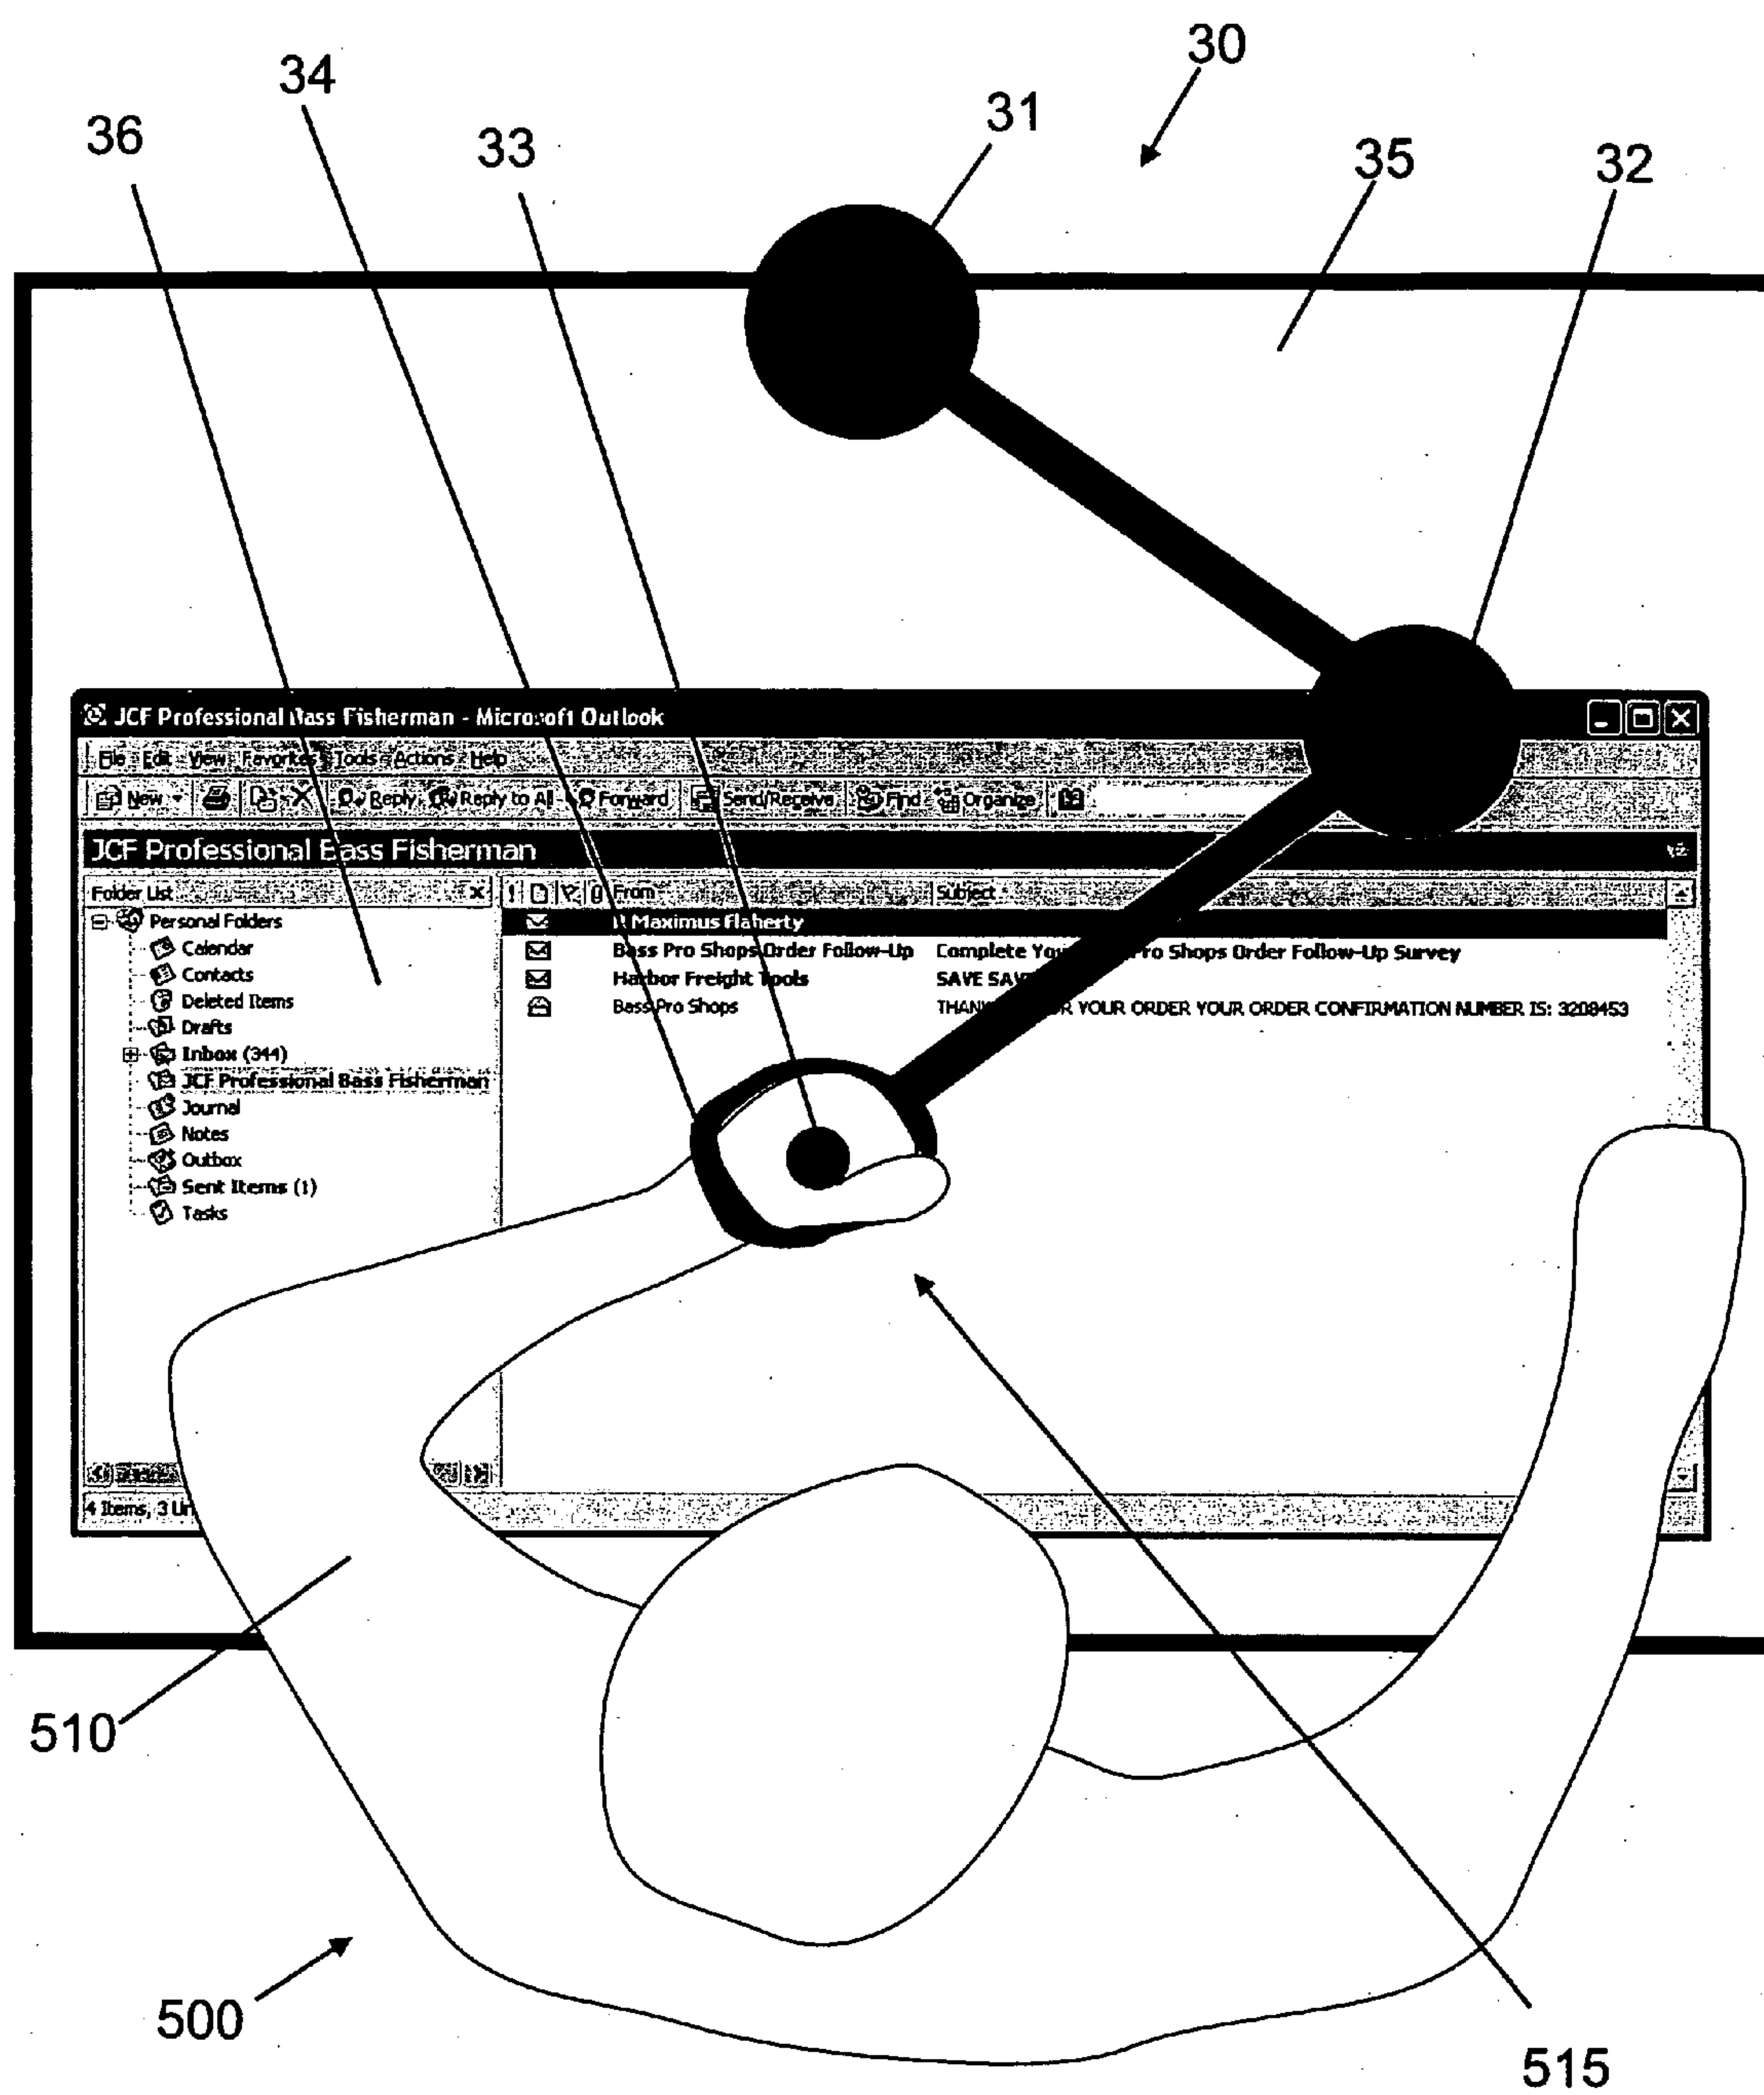 30
34
31
36
33
35
32
JCF Professional Bass Fisherman - Microsoft Outlook
File Edit View Favorites Tools Actions Help
New Reply Reply to All Forward Send/Receive Find Organize
JCF Professional Bass Fisherman
Folder List From Subject
Personal Folders
Maximus Flaherty
Calendar
Bass Pro Shops Order Follow-Up Complete Pro Shops Order Follow-Up Survey
Contacts
Harbor Freight Tools SAVE
Deleted Items
Bass Pro Shops YOUR ORDER YOUR ORDER CONFIRMATION NUMBER IS: 3208453
Drafts
Inbox (344)
JCF Professional Bass Fisherman
Journal
Notes
Outbox
Sent Items (1)
Tasks
4 Items, 3
510
500
515